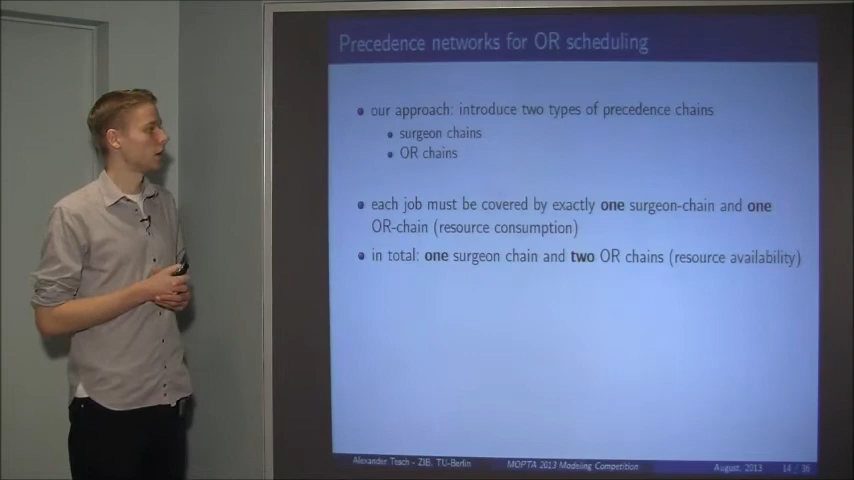 Precedence networks for OR scheduling
our approach: introduce two types of precedence chains
surgeon chains
OR chains
each job must be covered by exactly one surgeon-chain and one
OR-chain (resource consumption)
in total: one surgeon chain and two OR chains (resource availability)
Alexander Tesch - ZIB, TU-Berlin MOPTA 2013 Modeling Competition August, 2013 14 / 36